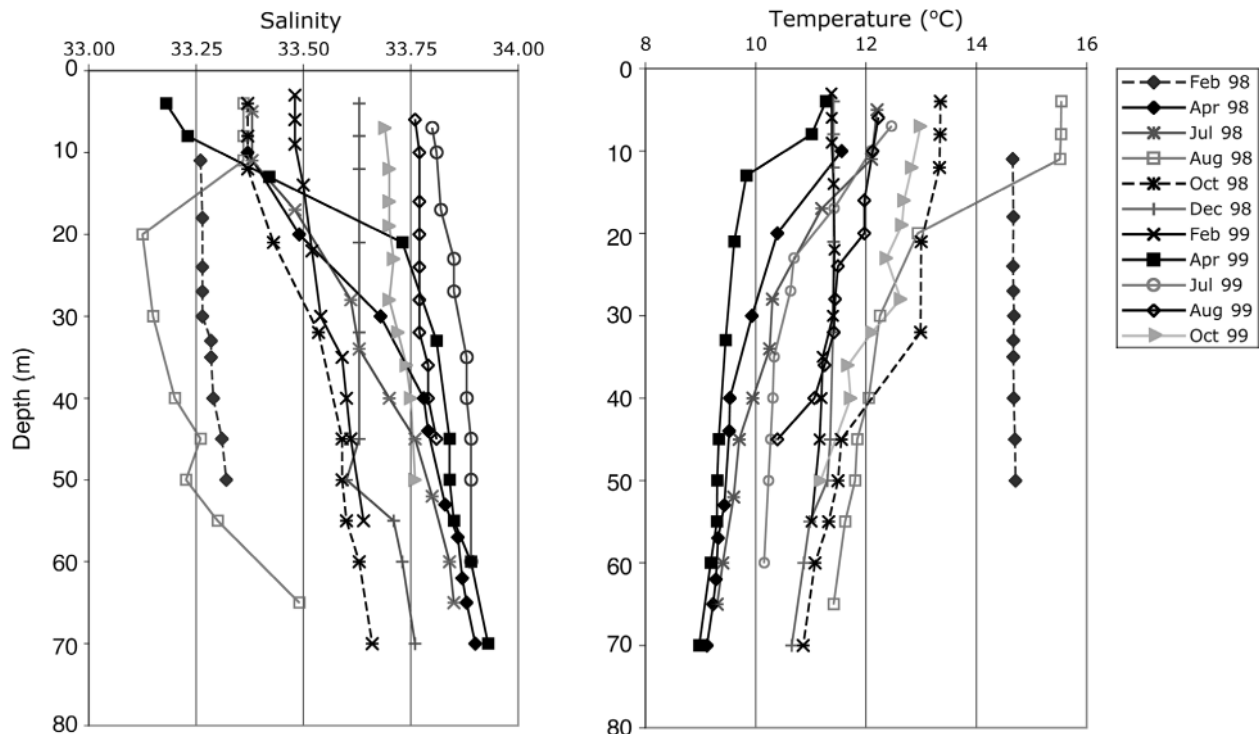 Salinity
33.00 33.25 33.50 33.75 34.00
0
10
20
30
40
50
60
70
80
Depth (m)
Temperature (°C)
8 10 12 14 16
0
10
20
30
40
50
60
70
80
Depth (m)
Feb 98
Apr 98
Jul 98
Aug 98
Oct 98
Dec 98
Feb 99
Apr 99
Jul 99
Aug 99
Oct 99